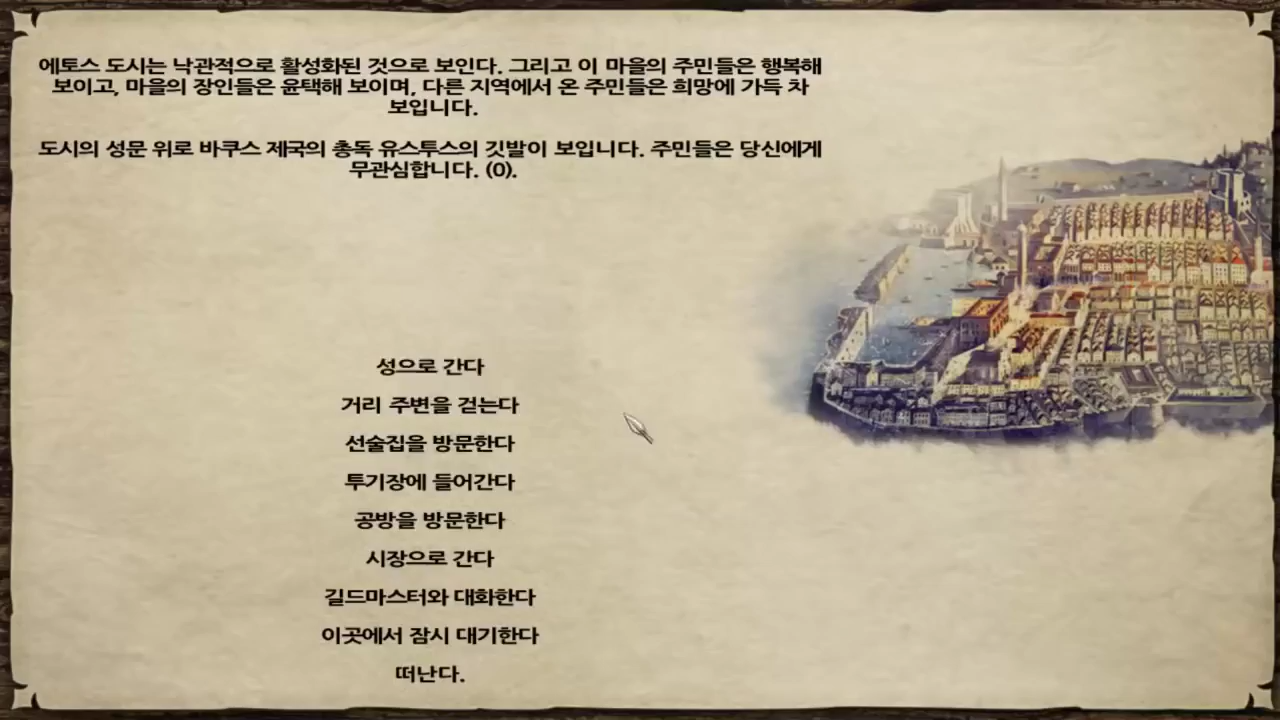 에토스 도시는 낙관적으로 활성화된 것으로 보인다. 그리고 이 마을의 주민들은 행복해
보이고, 마을의 장인들은 윤택해 보이며, 다른 지역에서 온 주민들은 희망에 가득 차
보입니다.
도시의 성문 위로 바쿠스 제국의 총독 유스투스의 깃발이 보입니다. 주민들은 당신에게
무관심합니다. (0).
성으로 간다
거리 주변을 걷는다
선술집을 방문한다
투기장에 들어간다
공방을 방문한다
시장으로 간다
길드마스터와 대화한다
이곳에서 잠시 대기한다
떠난다.